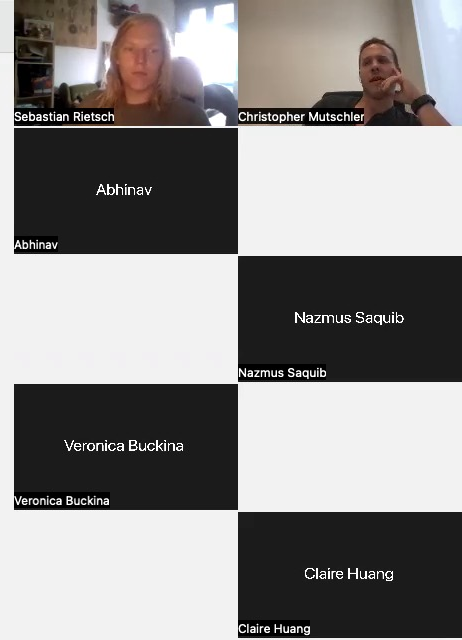 Sebastian Rietsch
Christopher Mutschler
Abhinav
Abhinav
Nazmus Saquib
Nazmus Saquib
Veronica Buckina
Veronica Buckina
Claire Huang
Claire Huang